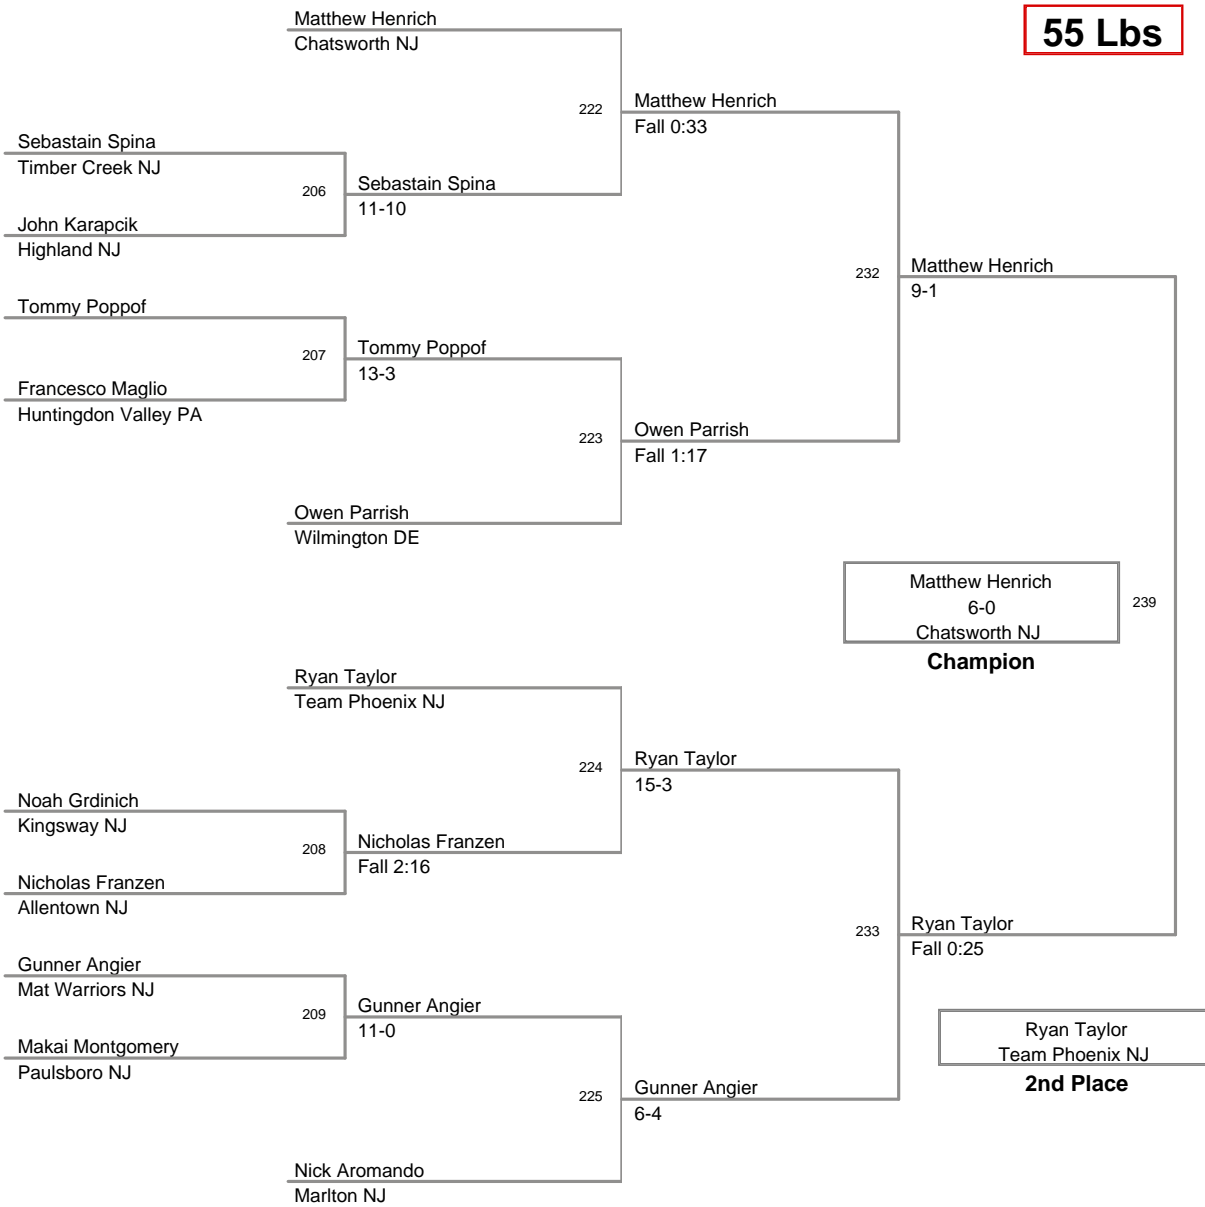 Matthew Henrich
Chatsworth NJ
55 Lbs
222
Matthew Henrich
Fall 0:33
Sebastain Spina
Timber Creek NJ
206
Sebastain Spina
11-10
John Karapcik
Highland NJ
232
Matthew Henrich
9-1
Tommy Poppof
207
Tommy Poppof
13-3
Francesco Maglio
Huntingdon Valley PA
223
Owen Parrish
Fall 1:17
Owen Parrish
Wilmington DE
Matthew Henrich
6-0
Chatsworth NJ
239
Champion
Ryan Taylor
Team Phoenix NJ
224
Ryan Taylor
15-3
Noah Grdinich
Kingsway NJ
208
Nicholas Franzen
Fall 2:16
Nicholas Franzen
Allentown NJ
233
Ryan Taylor
Fall 0:25
Gunner Angier
Mat Warriors NJ
209
Gunner Angier
11-0
Makai Montgomery
Paulsboro NJ
Ryan Taylor
Team Phoenix NJ
2nd Place
225
Gunner Angier
6-4
Nick Aromando
Marlton NJ